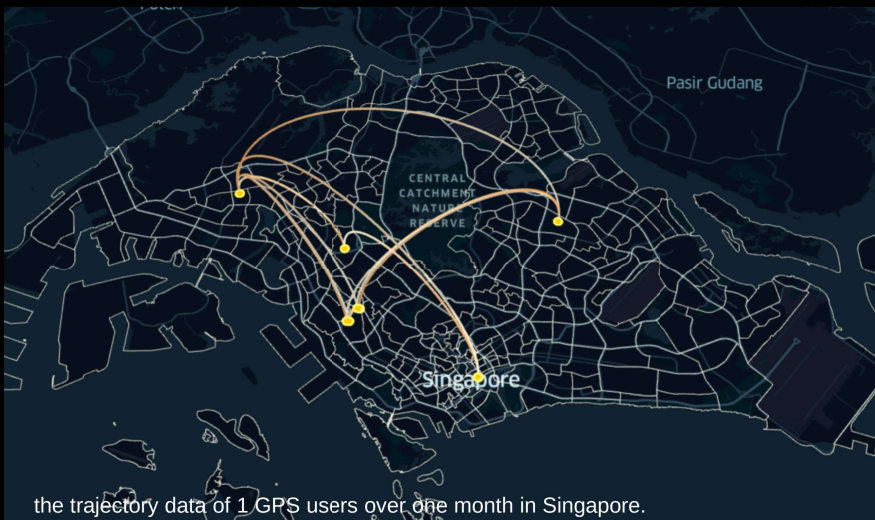 Pasir Gudang
CENTRAL
CATCHMENT
NATURE
RESERVE
Singapore
the trajectory data of 1 GPS users over one month in Singapore.